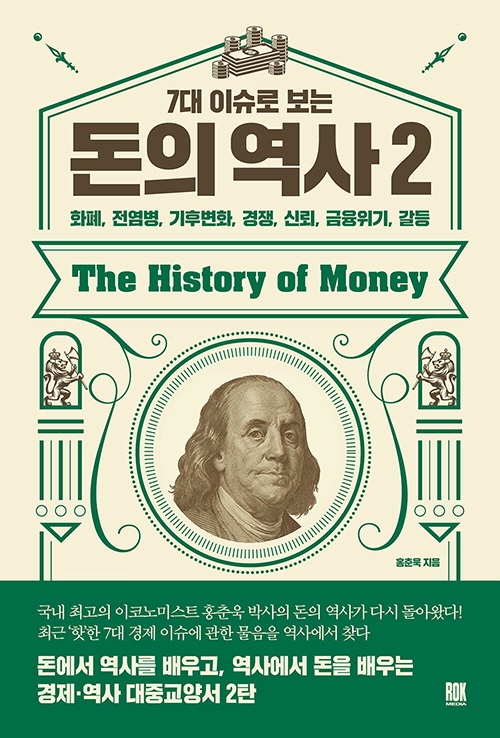 7대 이슈로 보는
돈의 역사 2
화폐, 전염병, 기후변화, 경쟁, 신뢰, 금융위기, 갈등
The History of Money
홍춘욱 지음
국내 최고의 이코노미스트 홍춘욱 박사의 돈의 역사가 다시 돌아왔다!
최근 ‘핫’한 7대 경제 이슈에 관한 물음을 역사에서 찾다
돈에서 역사를 배우고, 역사에서 돈을 배우는
경제·역사 대중교양서 2탄
ROK
MEDIA